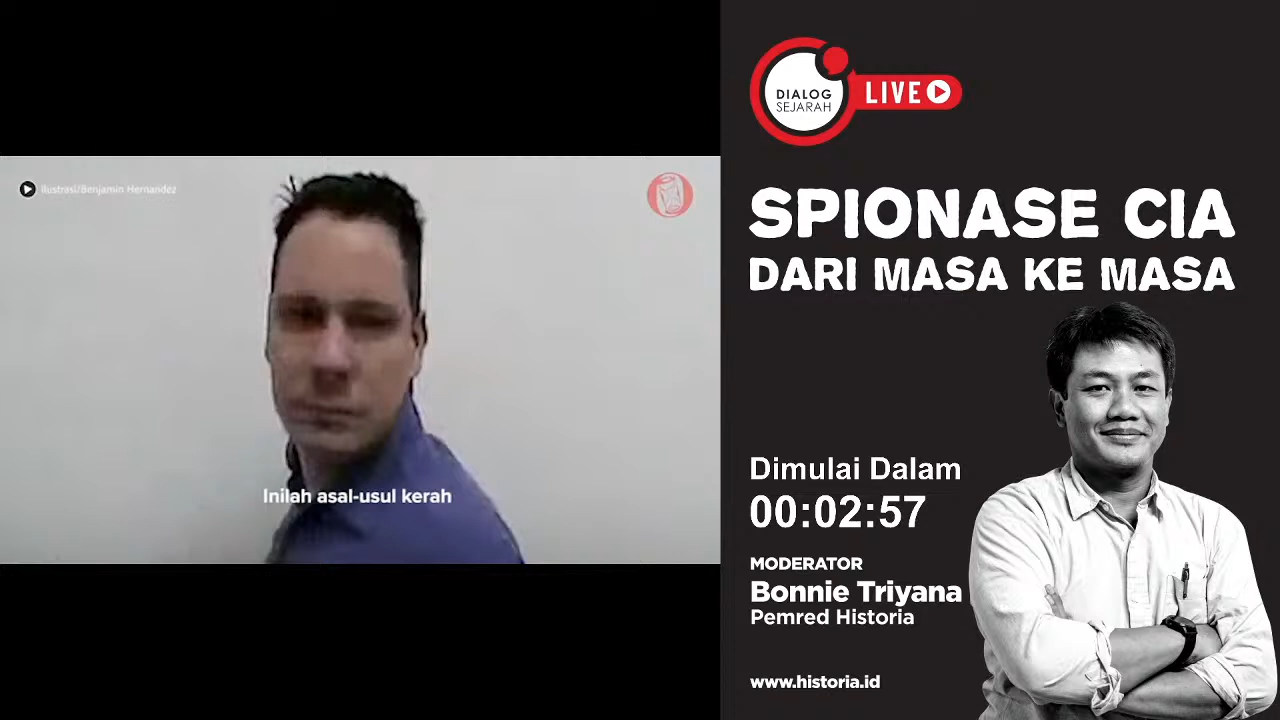 Ilustrasi/Benjamin Hernandez
Inilah asal-usul kerah
DIALOG
SEJARAH
LIVE
SPIONASE CIA
DARI MASA KE MASA
Dimulai Dalam
00:02:57
MODERATOR
Bonnie Triyana
Pemred Historia
www.historia.id